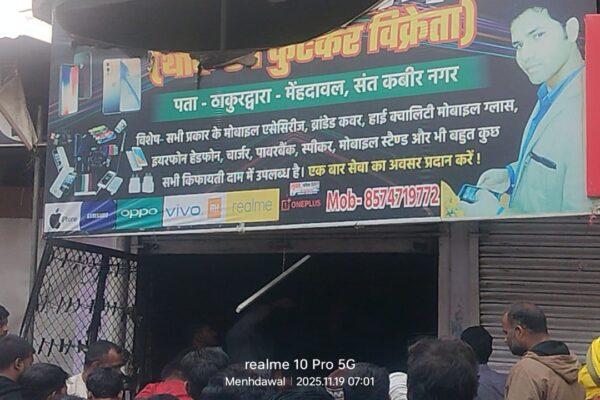 (थोक एवं फुटकर विक्रेता)
पता - ठाकुरद्वारा - मेंहदावल, संत कबीर नगर
विशेष- सभी प्रकार के मोबाइल एसेसिरीज, ब्रांडेड कवर, हाई क्वालिटी मोबाइल ग्लास,
इयरफोन हेडफोन, चार्जर, पावरबैंक, स्पीकर, मोबाइल स्टैण्ड और भी बहुत कुछ
सभी किफायती दाम में उपलब्ध है। एक बार सेवा का अवसर प्रदान करें !
iPhone SAMSUNG oppo vivo mi realme ONEPLUS Mob- 8574719772
realme 10 Pro 5G
Menhdawal | 2025.11.19 07:01